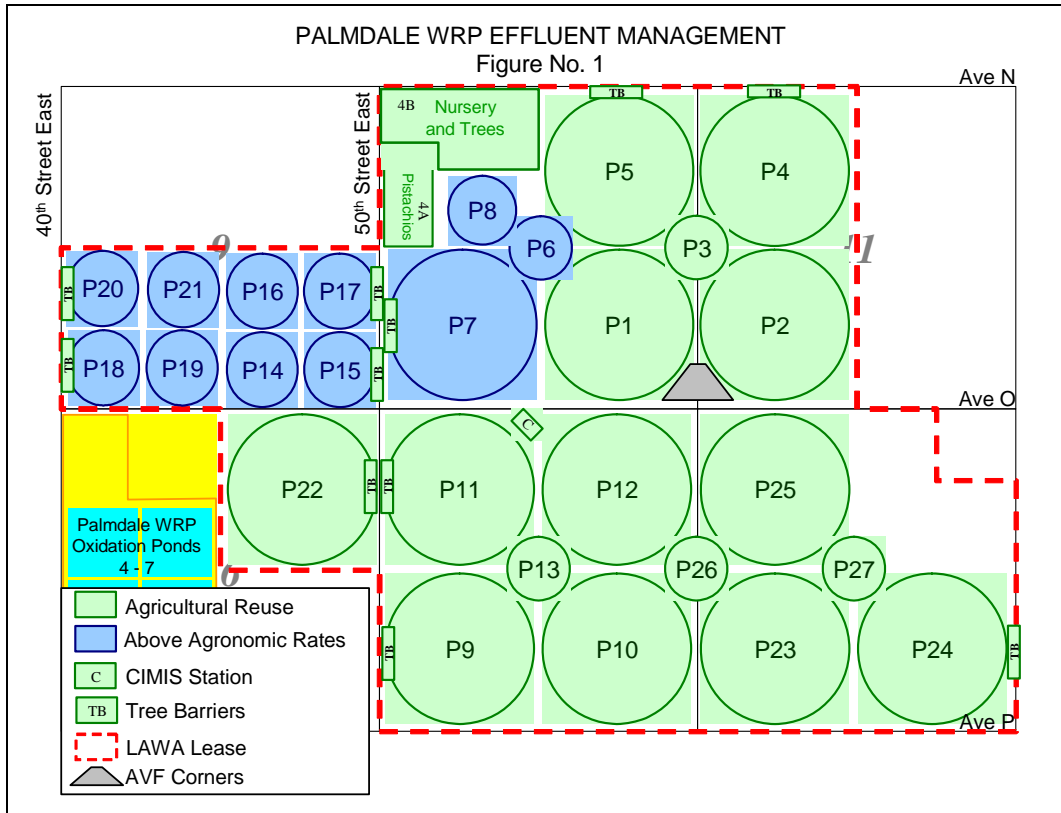 PALMDALE WRP EFFLUENT MANAGEMENT
Figure No. 1
Ave N
40th Street East
50th Street East
4B
Nursery
and Trees
4A
Pistachios
TB
TB
P5
P4
P8
P6
P3
9
11
TB
P20
P21
P16
P17
TB
TB
P7
P1
P2
TB
P18
P19
P14
P15
TB
Ave O
C
P22
TB
TB
P11
P12
P25
Palmdale WRP
Oxidation Ponds
4 - 7
6
P13
P26
P27
TB
P9
P10
P23
P24
TB
Ave P
Agricultural Reuse
Above Agronomic Rates
C
CIMIS Station
TB
Tree Barriers
LAWA Lease
AVF Corners